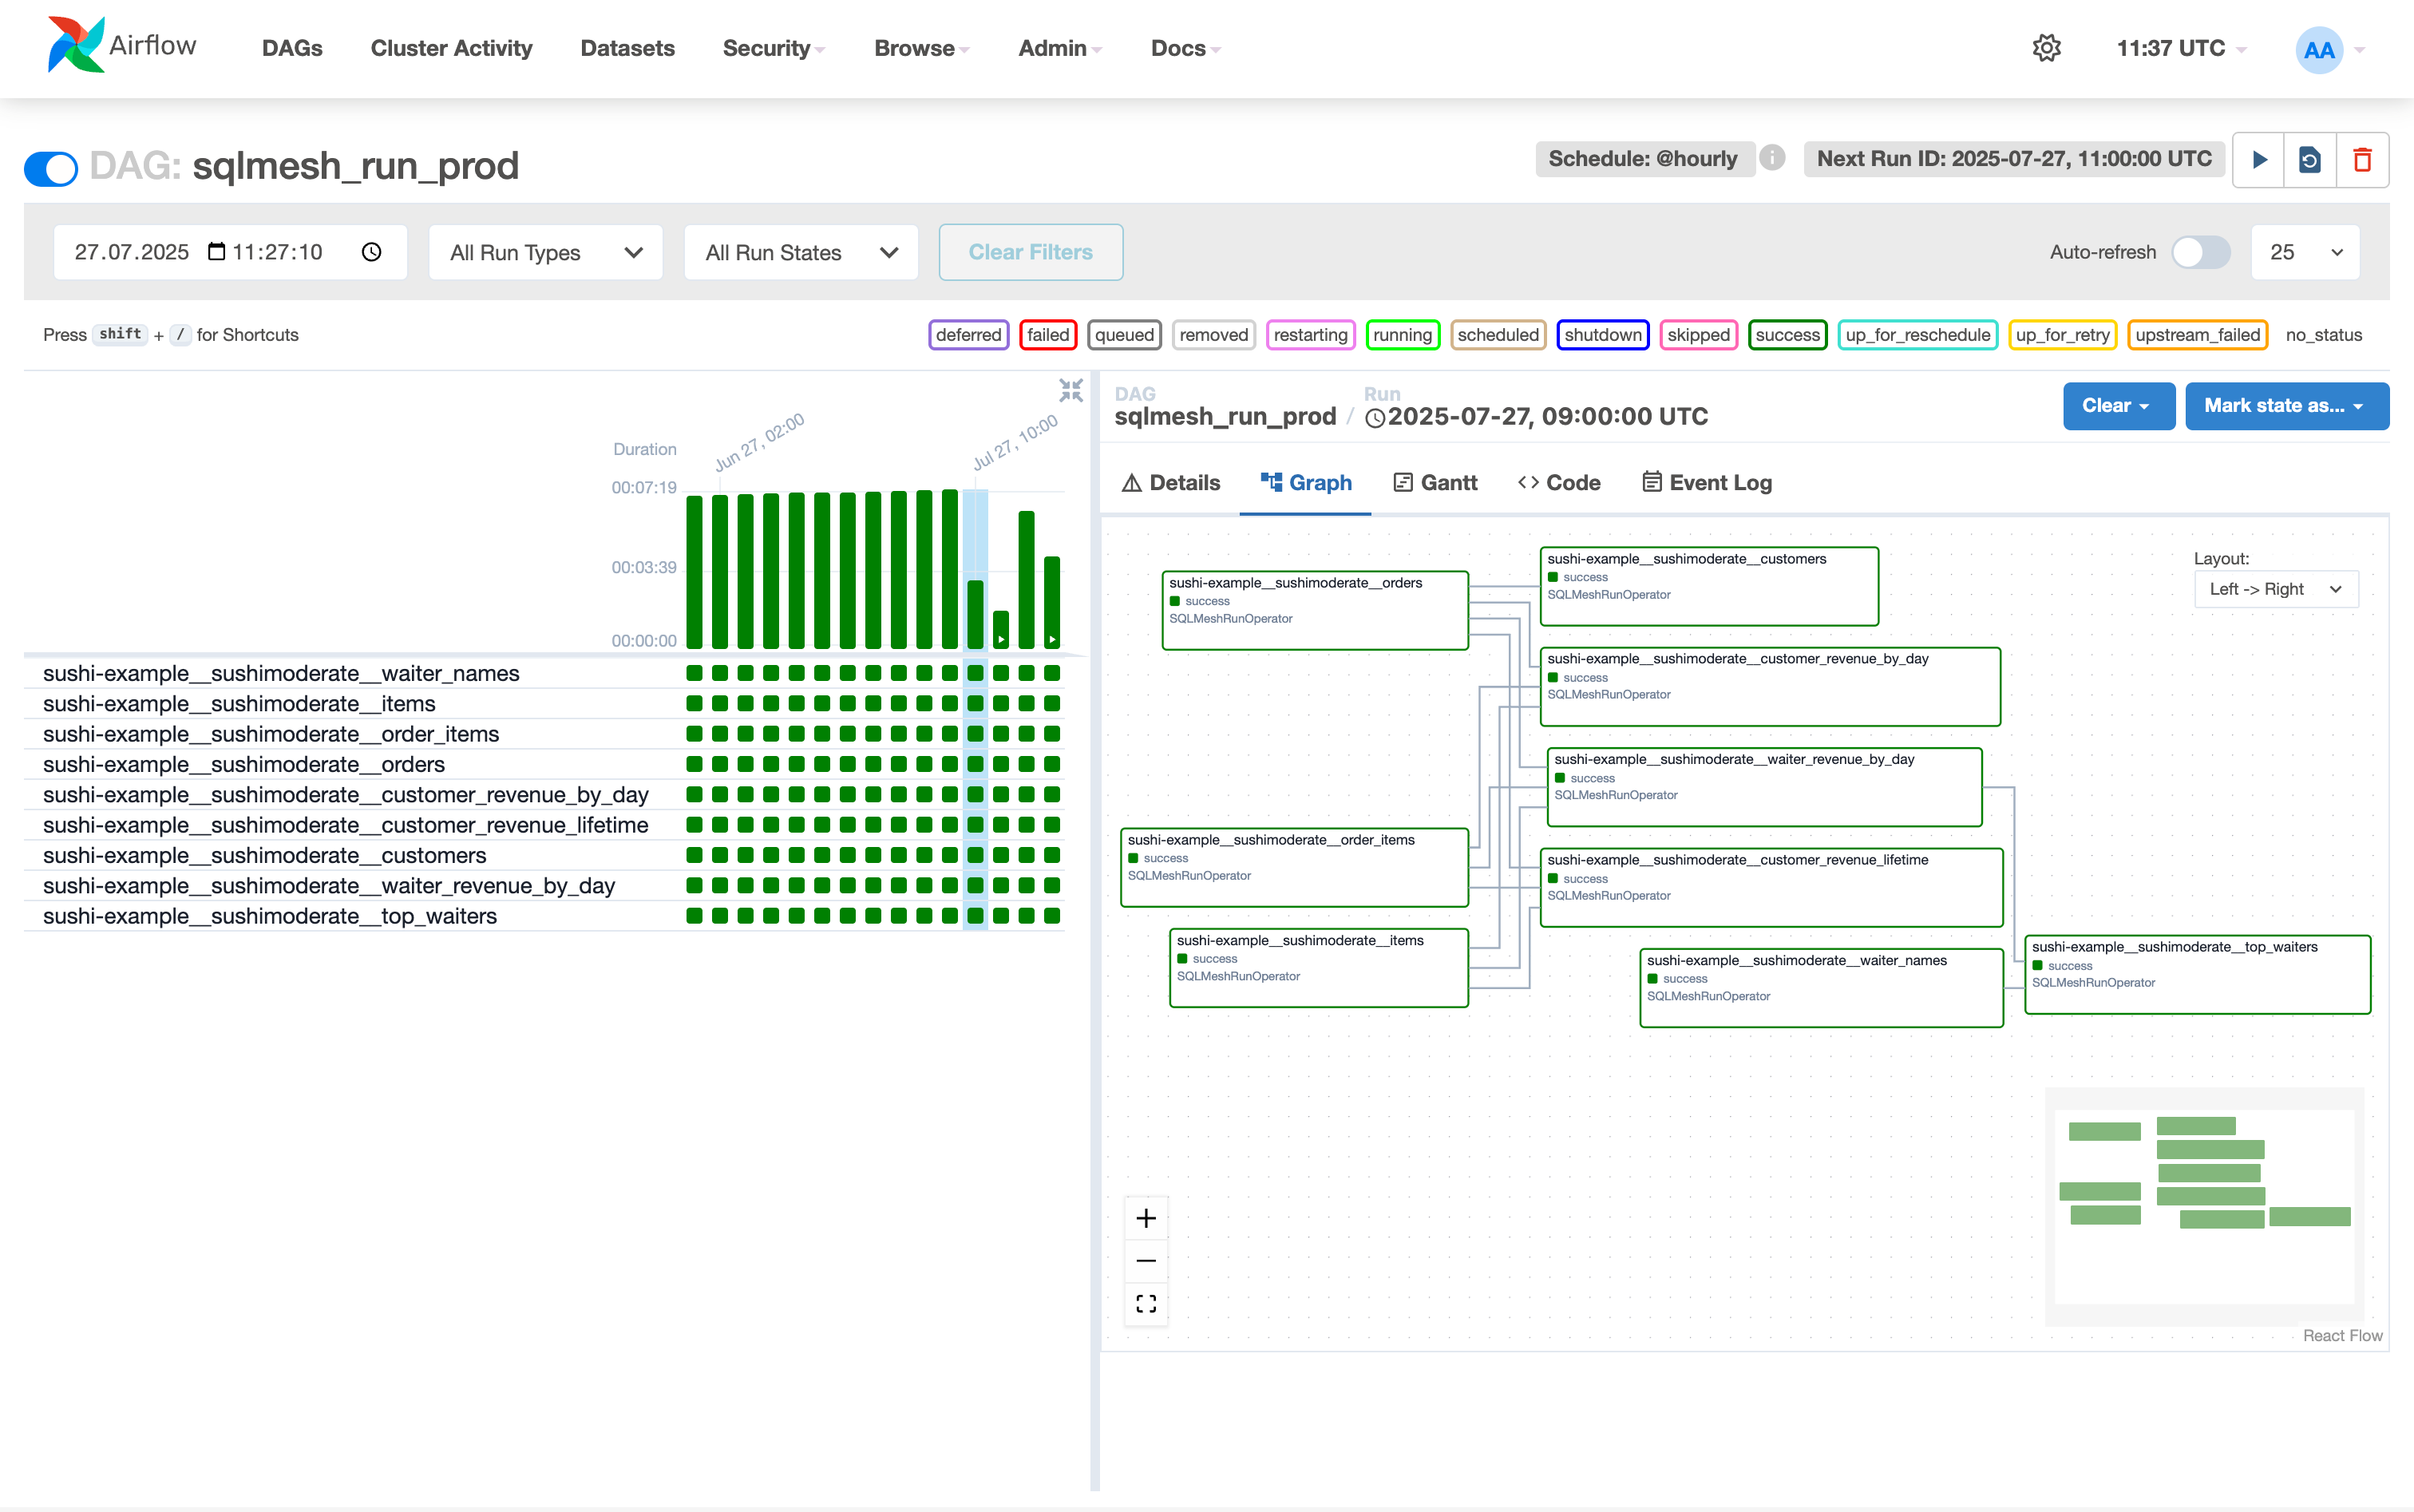 Airflow
DAGs Cluster Activity Datasets Security Browse Admin Docs 11:37 UTC AA
DAG: sqlmesh_run_prod
Schedule: @hourly Next Run ID: 2025-07-27, 11:00:00 UTC
27.07.2025 11:27:10 All Run Types All Run States Clear Filters Auto-refresh 25
Press shift + / for Shortcuts
deferred failed queued removed restarting running scheduled shutdown skipped success up_for_reschedule up_for_retry upstream_failed no_status
Duration
Jun 27, 02:00
Jul 27, 10:00
00:07:19
00:03:39
00:00:00
sushi-example__sushimoderate__waiter_names
sushi-example__sushimoderate__items
sushi-example__sushimoderate__order_items
sushi-example__sushimoderate__orders
sushi-example__sushimoderate__customer_revenue_by_day
sushi-example__sushimoderate__customer_revenue_lifetime
sushi-example__sushimoderate__customers
sushi-example__sushimoderate__waiter_revenue_by_day
sushi-example__sushimoderate__top_waiters
DAG
sqlmesh_run_prod
/
Run
2025-07-27, 09:00:00 UTC
Clear
Mark state as...
Details Graph Gantt Code Event Log
Layout:
Left -> Right
sushi-example__sushimoderate__orders
success
SQLMeshRunOperator
sushi-example__sushimoderate__customers
success
SQLMeshRunOperator
sushi-example__sushimoderate__customer_revenue_by_day
success
SQLMeshRunOperator
sushi-example__sushimoderate__waiter_revenue_by_day
success
SQLMeshRunOperator
sushi-example__sushimoderate__order_items
success
SQLMeshRunOperator
sushi-example__sushimoderate__customer_revenue_lifetime
success
SQLMeshRunOperator
sushi-example__sushimoderate__items
success
SQLMeshRunOperator
sushi-example__sushimoderate__waiter_names
success
SQLMeshRunOperator
sushi-example__sushimoderate__top_waiters
success
SQLMeshRunOperator
React Flow